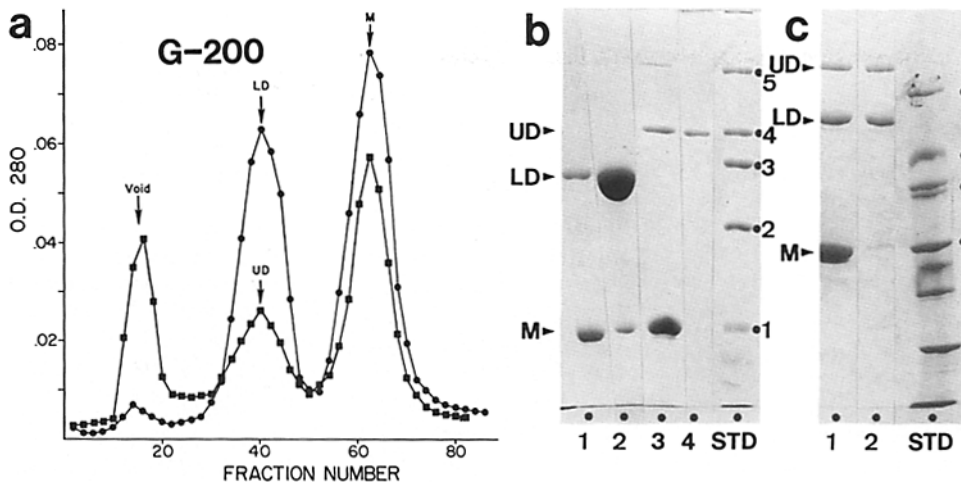 a
G-200
O.D. 280
.08
.06
.04
.02
Void
LD
UD
M
20 40 60 80
FRACTION NUMBER
b
UD
LD
M
5
4
3
2
1
1 2 3 4 STD
c
UD
LD
M
1 2 STD